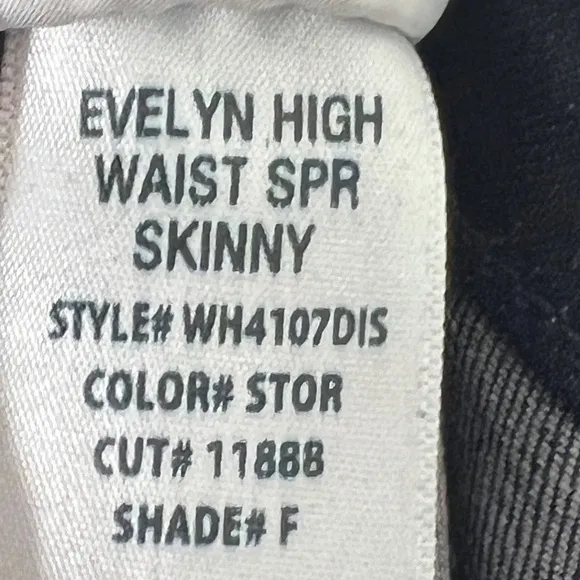 EVELYN HIGH
WAIST SPR
SKINNY
STYLE# WH4107DIS
COLOR# STOR
CUT# 11888
SHADE# F